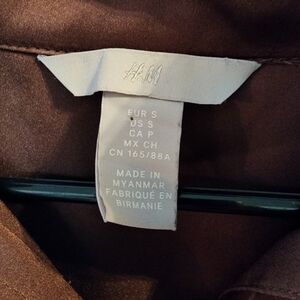 H&M
EUR S
US S
CA P
MX CH
CN 165/88A
MADE IN
MYANMAR
FABRIQUÉ EN
BIRMANIE